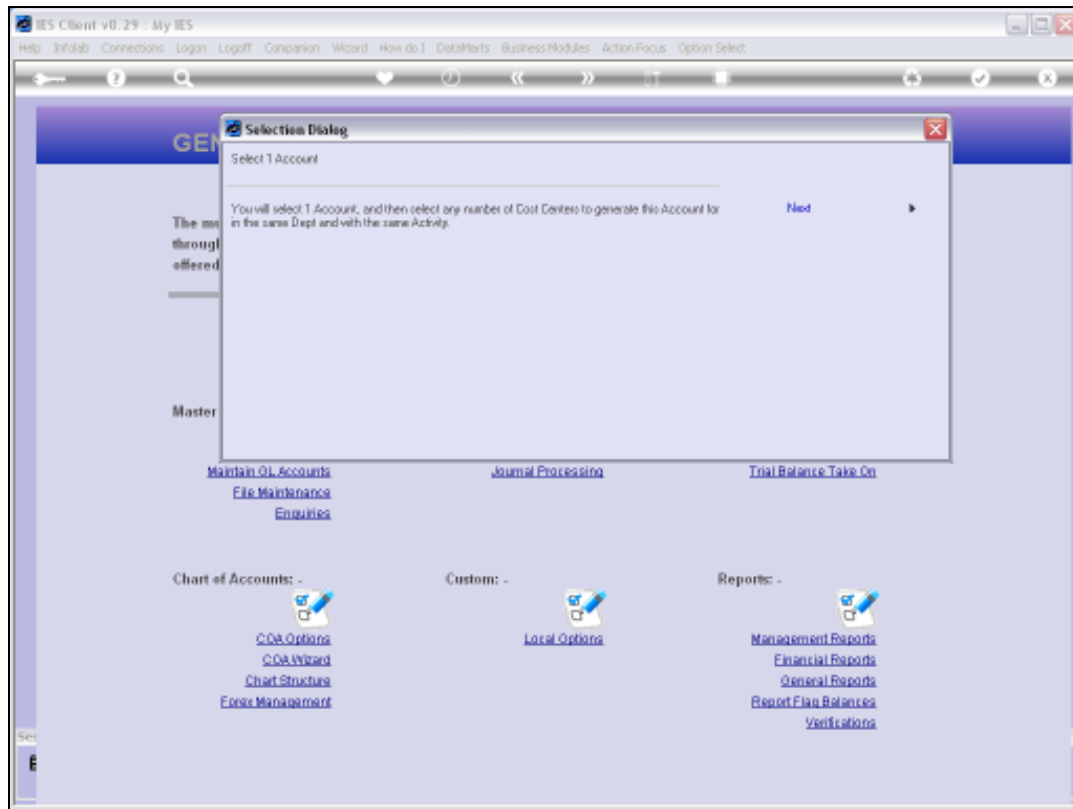 IES Client v8.29 : My IES
Help Infolab Connections Logon Logoff Companion Wizard How do I DataMarts Business Modules Action Focus Option Select
GEN
Selection Dialog
Select 1 Account
You will select 1 Account, and then select any number of Cost Centers to generate this Account for
in the same Dept and with the same Activity.
Next
The
through
offered
Master
Maintain GL Accounts
File Maintenance
Enquiries
Journal Processing
Trial Balance Take On
Chart of Accounts: -
COA Options
COA Wizard
Chart Structure
Forex Management
Custom: -
Local Options
Reports: -
Management Reports
Financial Reports
General Reports
Report Flag Balances
Verifications
Ses